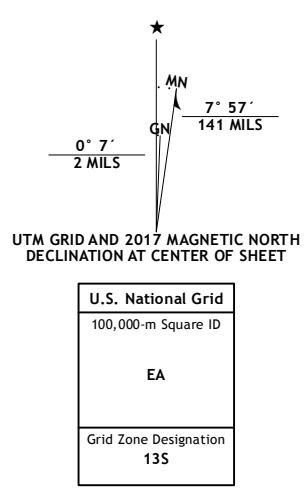 ★
MN
7° 57´
141 MILS
GN
0° 7´
2 MILS
UTM GRID AND 2017 MAGNETIC NORTH
DECLINATION AT CENTER OF SHEET
U.S. National Grid
100,000-m Square ID
EA
Grid Zone Designation
13S